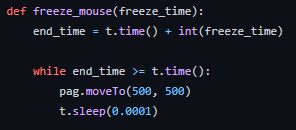 def freeze_mouse(freeze_time):
    end_time = t.time() + int(freeze_time)

    while end_time >= t.time():
        pag.moveTo(500, 500)
        t.sleep(0.0001)